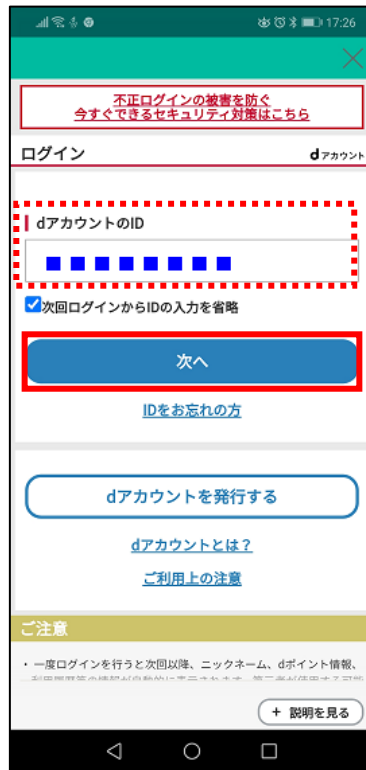 17:26
不正ログインの被害を防ぐ
今すぐできるセキュリティ対策はこちら
ログイン
dアカウント
dアカウントのID
次回ログインからIDの入力を省略
次へ
IDをお忘れの方
dアカウントを発行する
dアカウントとは？
ご利用上の注意
ご注意
・ 一度ログインを行うと次回以降、ニックネーム、dポイント情報、
+ 説明を見る